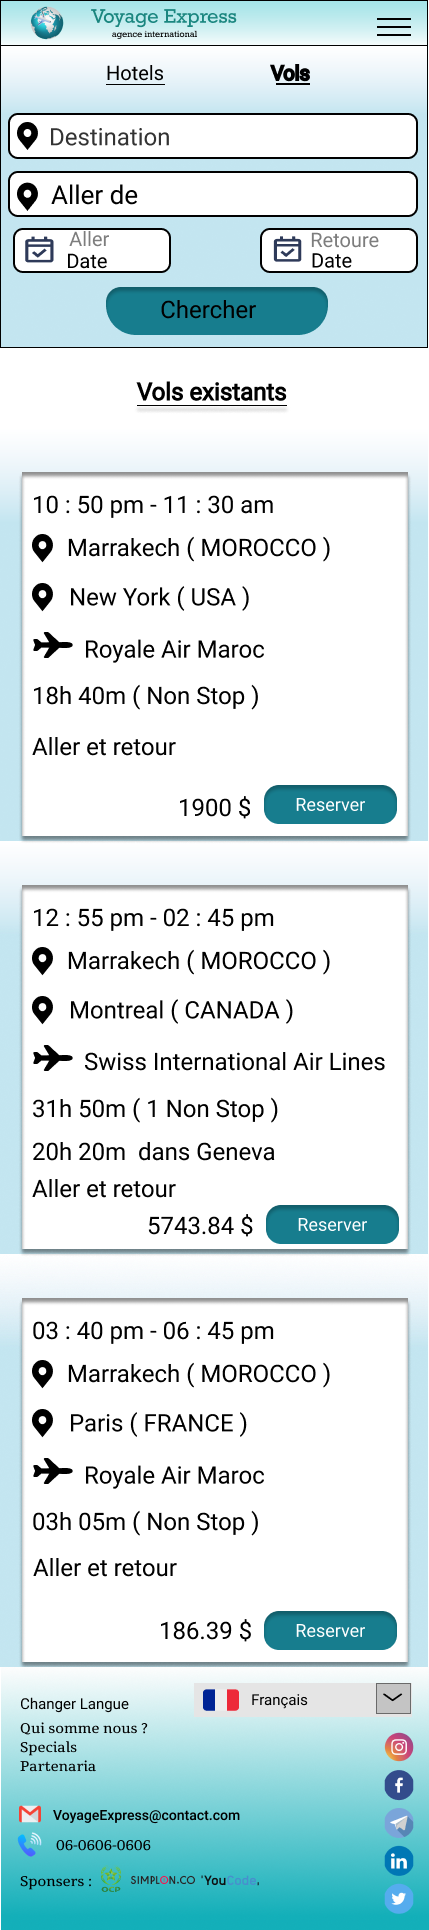 Voyage Express
agence international
Hotels Vols
Destination
Aller de
Aller Retoure
Date Date
Chercher
Vols existants
10 : 50 pm - 11 : 30 am
Marrakech ( MOROCCO )
New York ( USA )
Royale Air Maroc
18h 40m ( Non Stop )
Aller et retour
1900 $ Reserver
12 : 55 pm - 02 : 45 pm
Marrakech ( MOROCCO )
Montreal ( CANADA )
Swiss International Air Lines
31h 50m ( 1 Non Stop )
20h 20m dans Geneva
Aller et retour
5743.84 $ Reserver
03 : 40 pm - 06 : 45 pm
Marrakech ( MOROCCO )
Paris ( FRANCE )
Royale Air Maroc
03h 05m ( Non Stop )
Aller et retour
186.39 $ Reserver
Changer Langue Français
Qui somme nous ?
Specials
Partenaria
VoyageExpress@contact.com
06-0606-0606
Sponsers : OCP SIMPLON.CO 'YouCode,